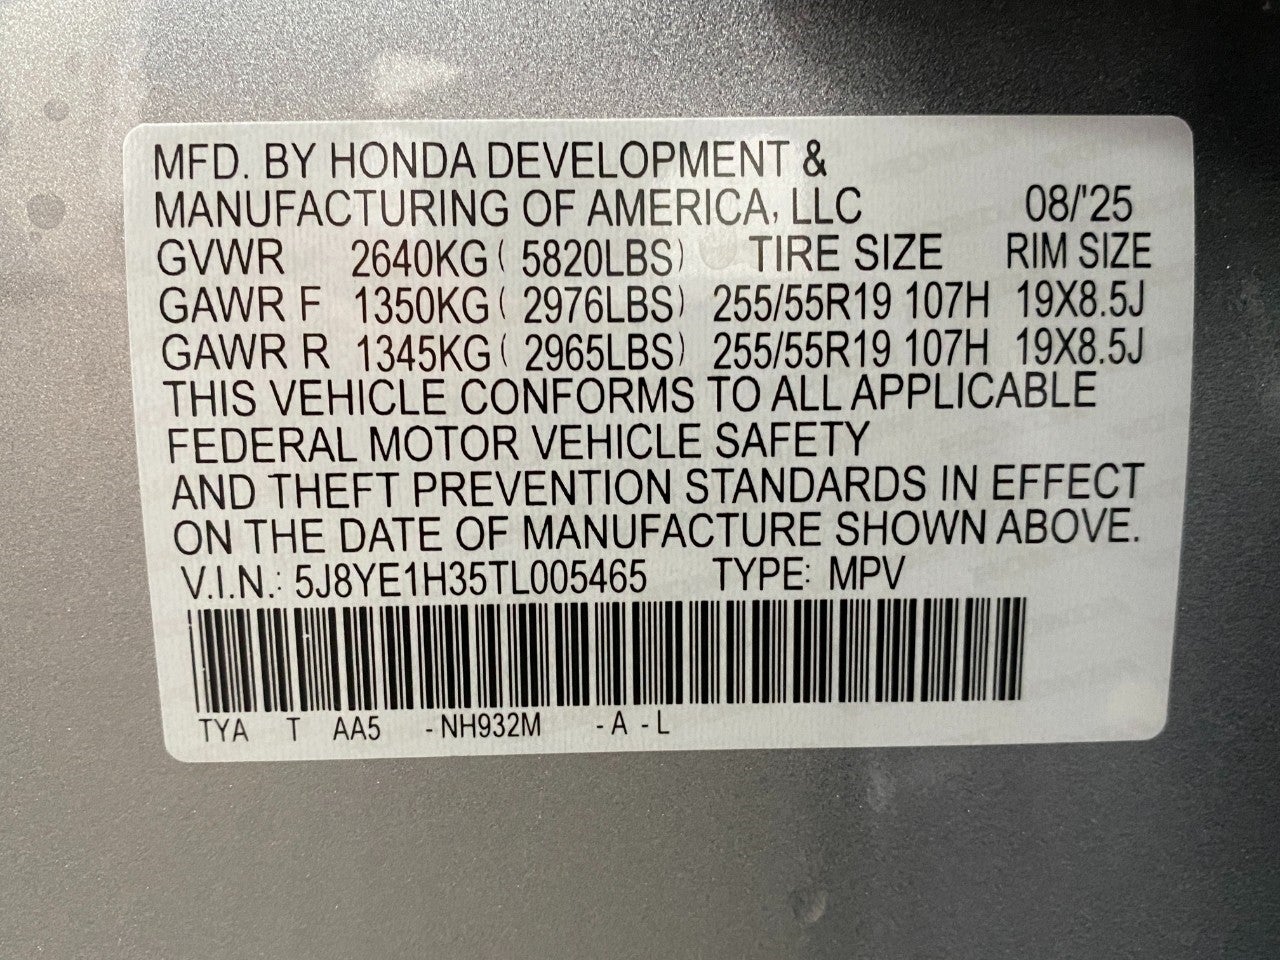 MFD. BY HONDA DEVELOPMENT &
MANUFACTURING OF AMERICA, LLC 08/'25
GVWR 2640KG ( 5820LBS) TIRE SIZE RIM SIZE
GAWR F 1350KG ( 2976LBS) 255/55R19 107H 19X8.5J
GAWR R 1345KG ( 2965LBS) 255/55R19 107H 19X8.5J
THIS VEHICLE CONFORMS TO ALL APPLICABLE
FEDERAL MOTOR VEHICLE SAFETY
AND THEFT PREVENTION STANDARDS IN EFFECT
ON THE DATE OF MANUFACTURE SHOWN ABOVE.
V.I.N.: 5J8YE1H35TL005465 TYPE: MPV
TYA T AA5 - NH932M - A - L